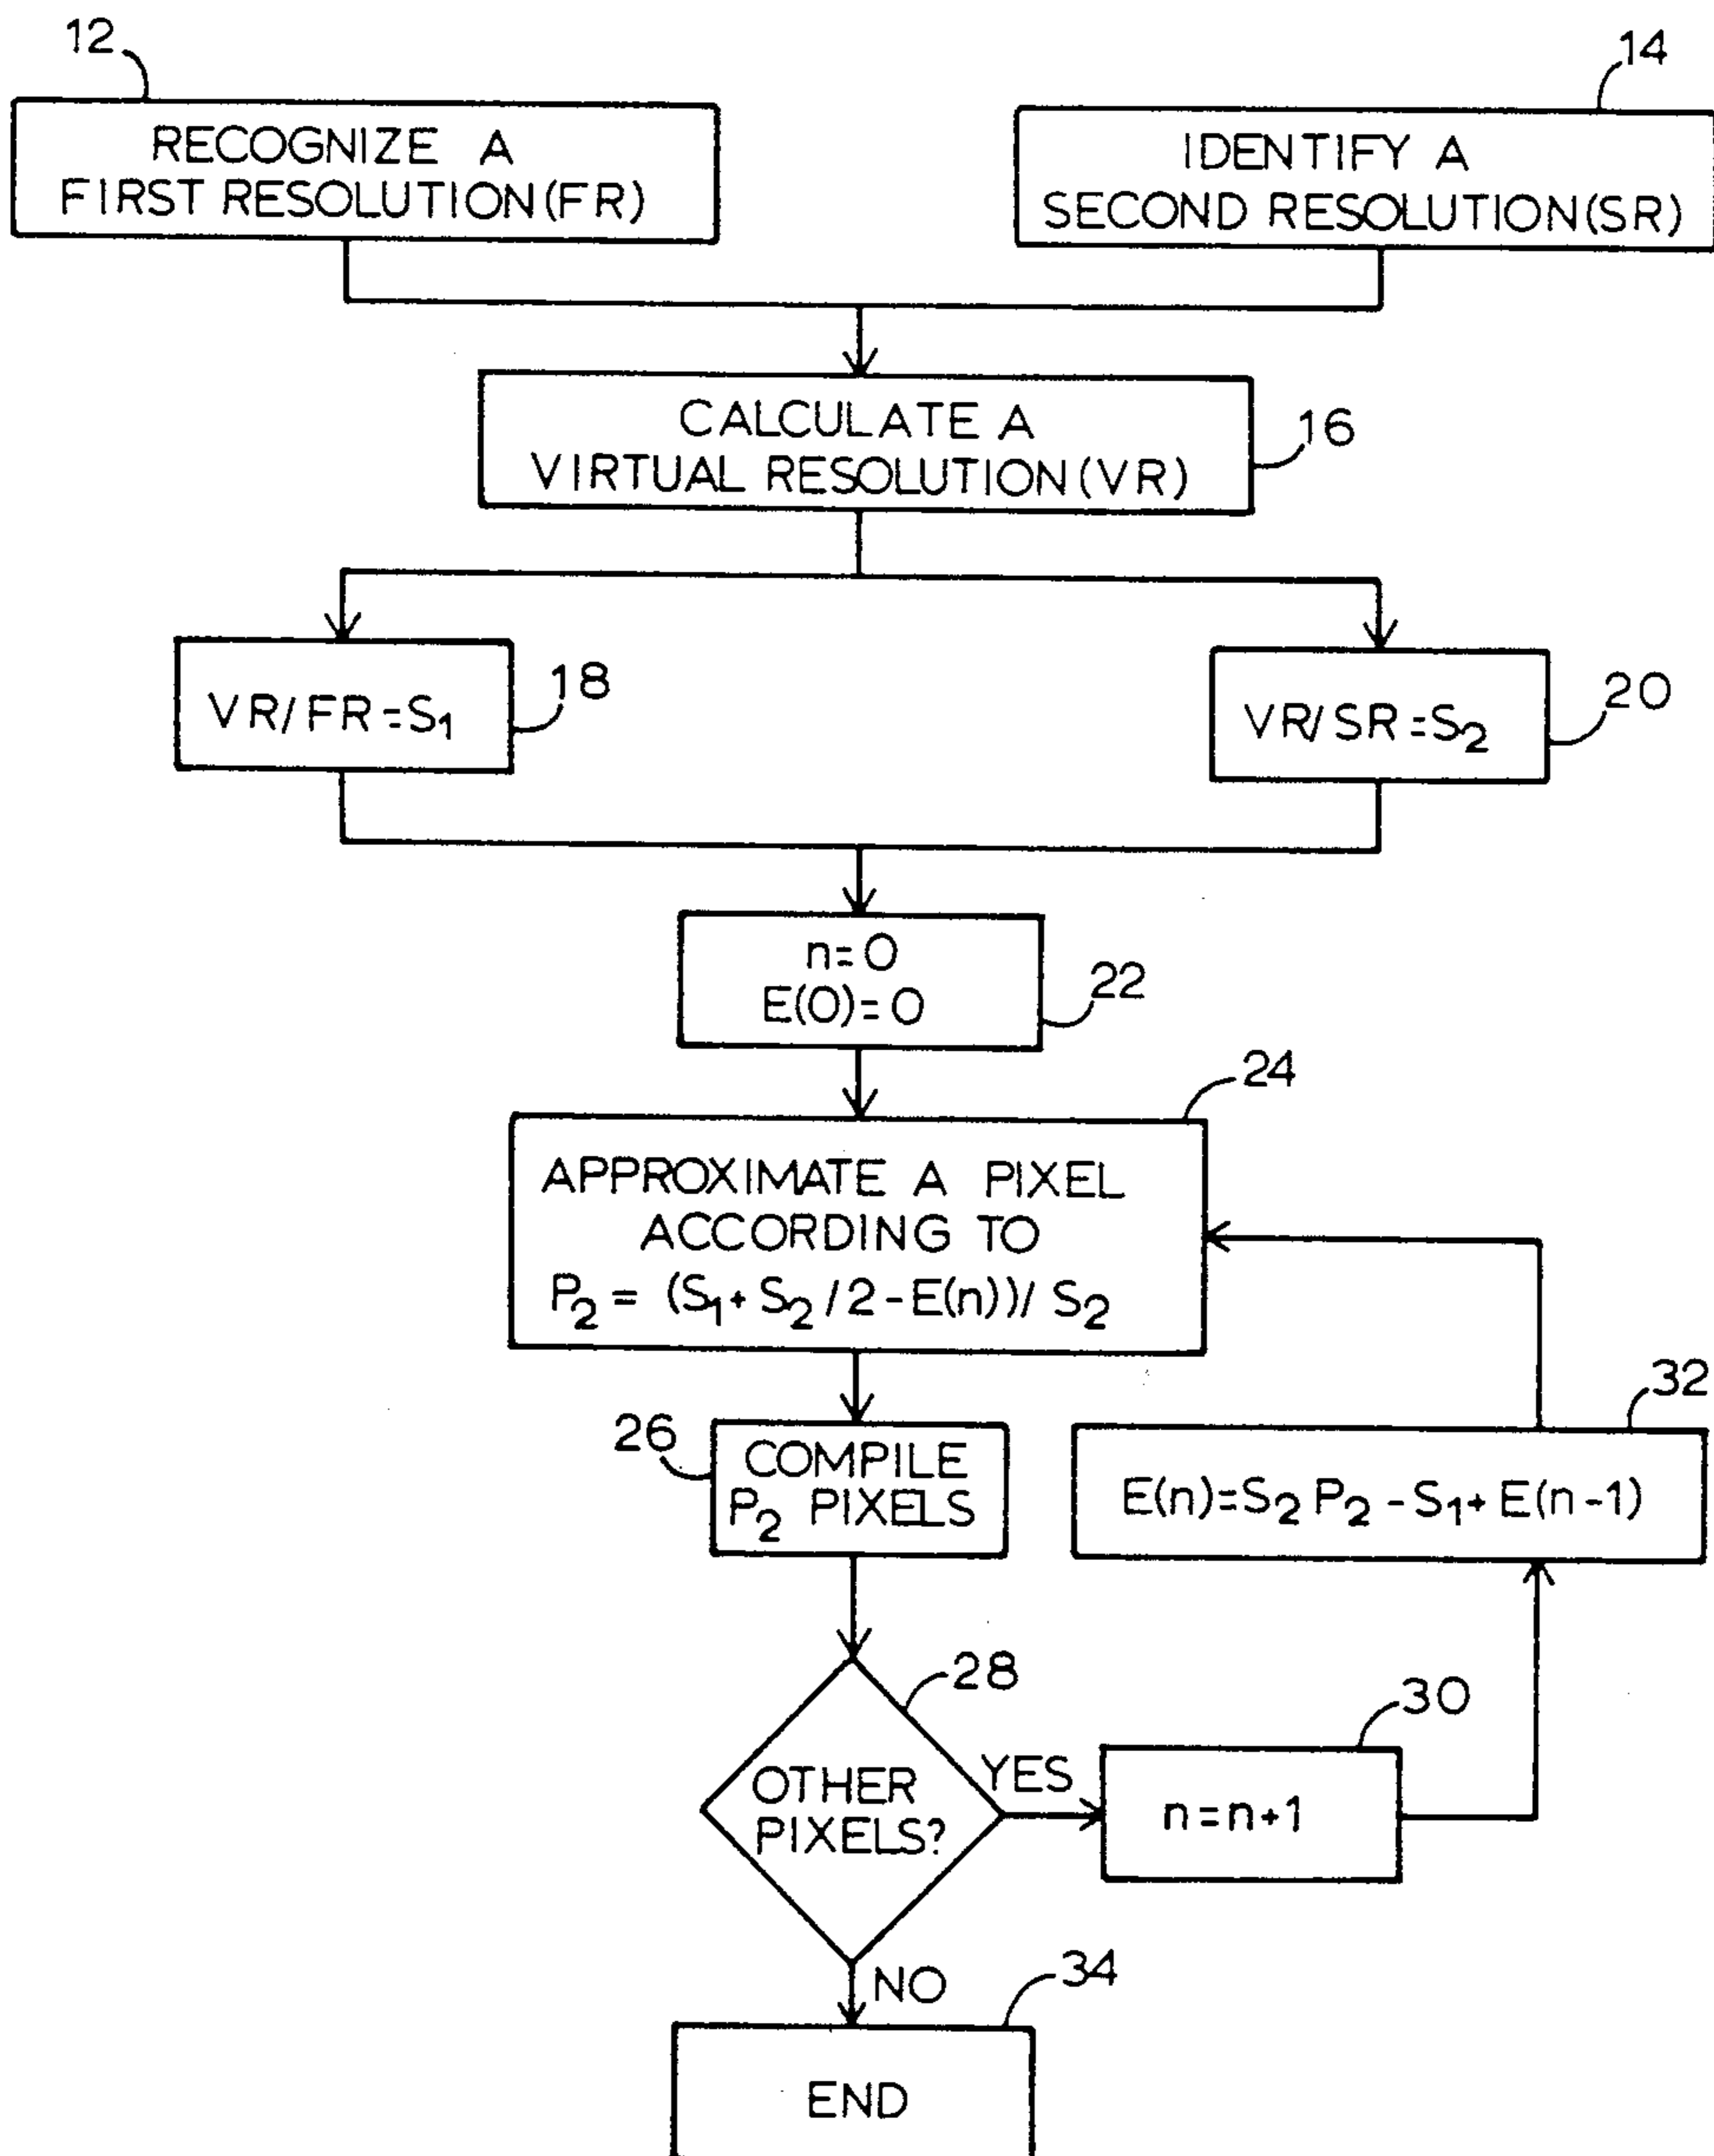 12
14
RECOGNIZE A
FIRST RESOLUTION(FR)
IDENTIFY A
SECOND RESOLUTION(SR)
CALCULATE A
VIRTUAL RESOLUTION(VR)
16
VR/FR=S₁
18
VR/SR=S₂
20
n=0
E(0)=0
22
24
APPROXIMATE A PIXEL
ACCORDING TO
P₂ = (S₁+S₂/2-E(n))/S₂
26
COMPILE
P₂ PIXELS
32
E(n)=S₂P₂-S₁+E(n-1)
28
OTHER
PIXELS?
YES
30
n=n+1
NO
34
END